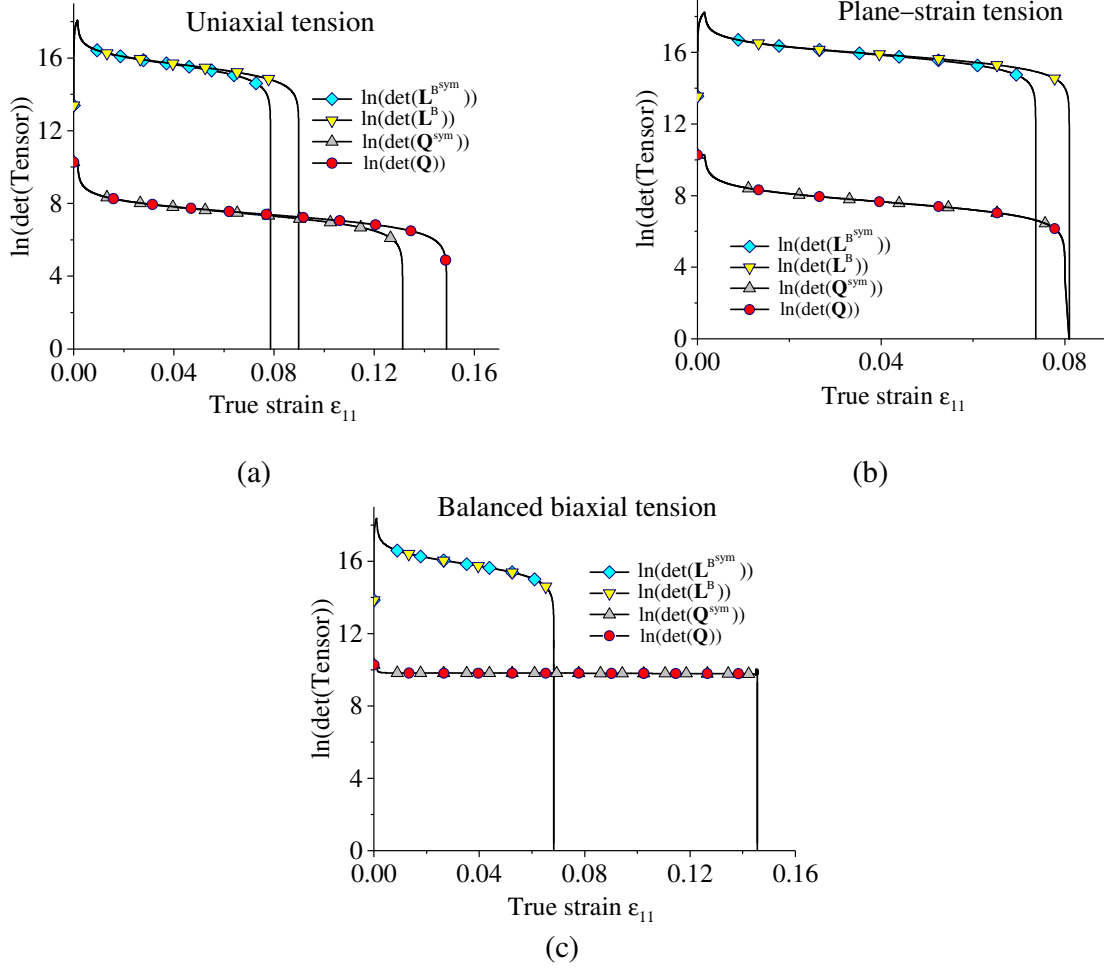 Uniaxial tension
ln(det(Tensor))
16
12
8
4
0
ln(det(L^B^sym))
ln(det(L^B))
ln(det(Q^sym))
ln(det(Q))
0.00 0.04 0.08 0.12 0.16
True strain ε₁₁
(a)
Plane–strain tension
ln(det(Tensor))
16
12
8
4
0
ln(det(L^B^sym))
ln(det(L^B))
ln(det(Q^sym))
ln(det(Q))
0.00 0.04 0.08
True strain ε₁₁
(b)
Balanced biaxial tension
ln(det(Tensor))
16
12
8
4
0
ln(det(L^B^sym))
ln(det(L^B))
ln(det(Q^sym))
ln(det(Q))
0.00 0.04 0.08 0.12 0.16
True strain ε₁₁
(c)